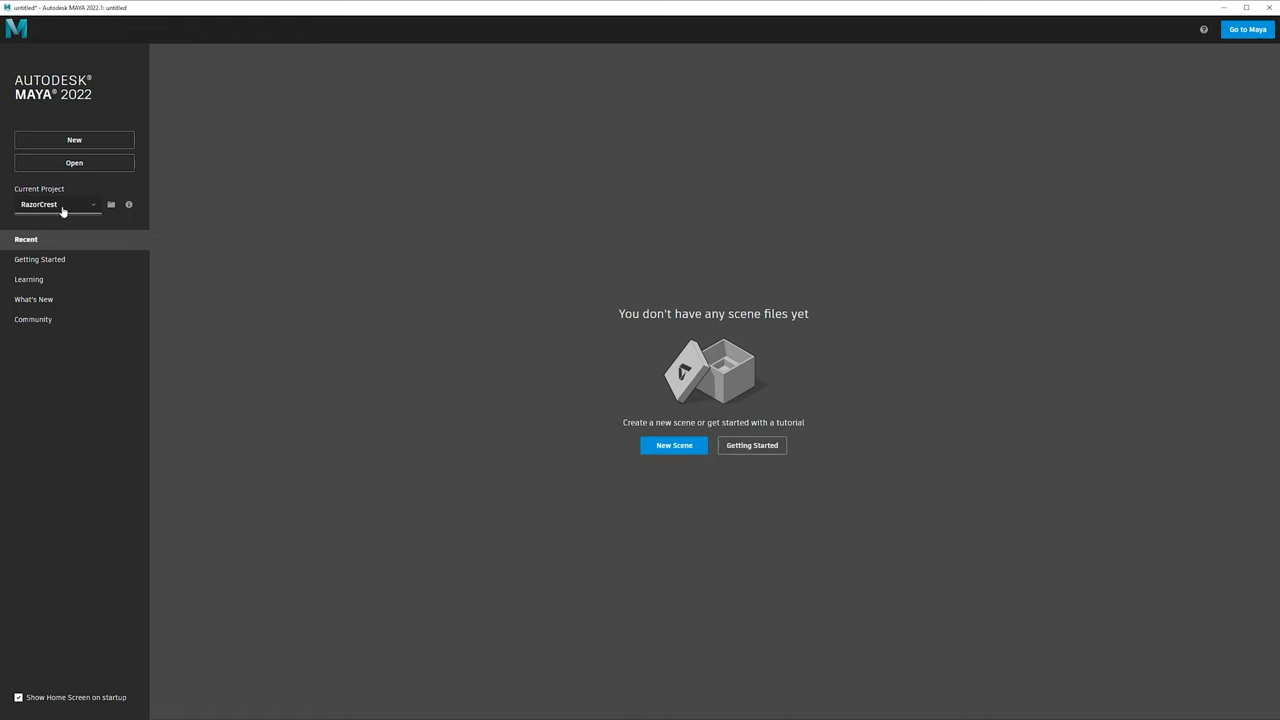 untitled* - Autodesk MAYA 2022.1: untitled
M
Go to Maya
AUTODESK®
MAYA® 2022
New
Open
Current Project
RazorCrest
Recent
Getting Started
Learning
What's New
Community
You don't have any scene files yet
Create a new scene or get started with a tutorial
New Scene
Getting Started
Show Home Screen on startup